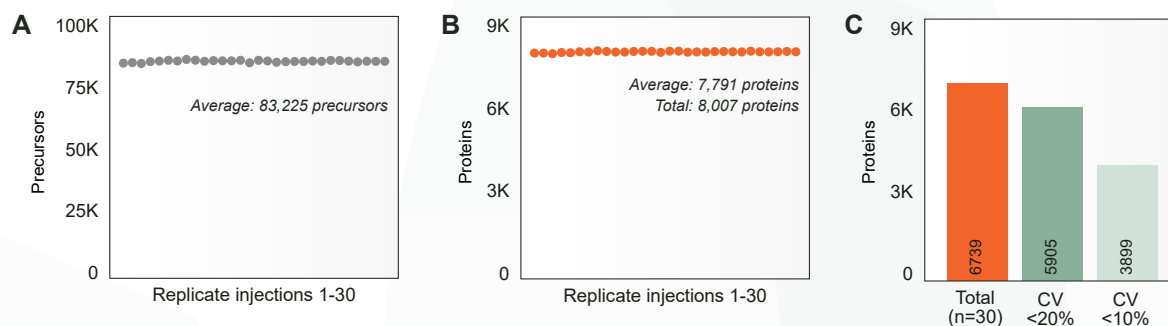 A
100K
75K
50K
25K
0
Precursors
Average: 83,225 precursors
Replicate injections 1-30
B
9K
6K
3K
0
Proteins
Average: 7,791 proteins
Total: 8,007 proteins
Replicate injections 1-30
C
9K
6K
3K
0
Proteins
6739
5905
3899
Total
(n=30)
CV
<20%
CV
<10%